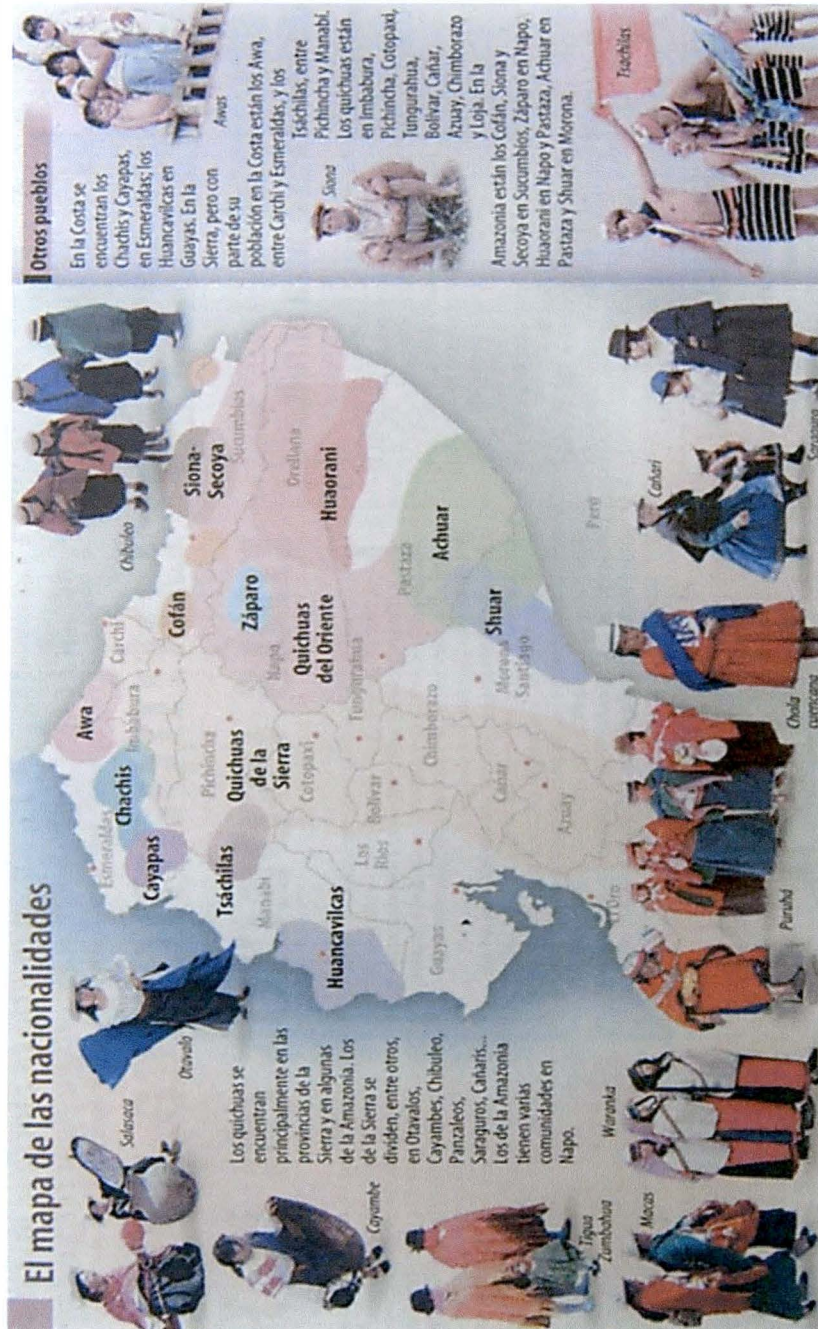 El mapa de las nacionalidades
Salasaca
Otavalo
Cayambe
Tigua
Zumbahua
Macas
Waranka
Puruhá
Chola
cuencana
Cañari
Saraguro
Chibuleo
Los quichuas se
encuentran
principalmente en las
provincias de la
Sierra y en algunas
de la Amazonía. Los
de la Sierra se
dividen, entre otros,
en Otavalos,
Cayambes, Chibuleo,
Panzaleos,
Saraguros, Cañaris...
Los de la Amazonía
tienen varias
comunidades en
Napo.
Esmeraldas
Carchi
Imbabura
Awa
Chachis
Cayapas
Tsáchilas
Manabí
Huancavilcas
Pichincha
Quichuas
de la
Sierra
Cotopaxi
Los
Ríos
Bolívar
Guayas
Tungurahua
Chimborazo
Cañar
Azuay
El Oro
Cofán
Siona-
Secoya
Sucumbíos
Záparo
Napo
Orellana
Quichuas
del Oriente
Huaorani
Pastaza
Achuar
Shuar
Morona
Santiago
Perú
Otros pueblos
En la Costa se
encuentran los
Chachis y Cayapas,
en Esmeraldas; los
Huancavilcas en
Guayas. En la
Sierra, pero con
parte de su
población en la Costa están los Awa,
entre Carchi y Esmeraldas, y los
Tsáchilas, entre
Pichincha y Manabí.
Los quichuas están
en Imbabura,
Pichincha, Cotopaxi,
Tungurahua,
Bolívar, Cañar,
Azuay, Chimborazo
y Loja. En la
Amazonía están los Cofán, Siona y
Secoya en Sucumbíos, Záparo en Napo,
Huaorani en Napo y Pastaza, Achuar en
Pastaza y Shuar en Morona.
Awas
Siona
Tsáchilas